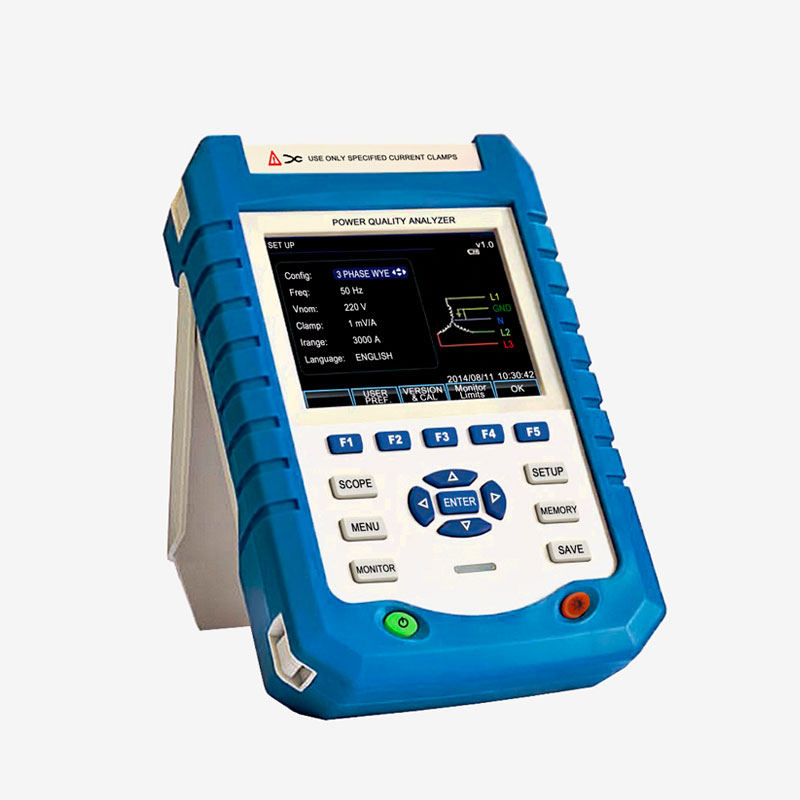 USE ONLY SPECIFIED CURRENT CLAMPS
POWER QUALITY ANALYZER
SET UP
v1.0
Config: 3 PHASE WYE
Freq: 50 Hz
Vnom: 220 V
Clamp: 1 mV/A
Irange: 3000 A
Language: ENGLISH
L1
GND
N
L2
L3
2014/08/11 10:30:42
USER PREF.
VERSION & CAL
Monitor Limits
OK
F1 F2 F3 F4 F5
SCOPE
SETUP
ENTER
MENU
MEMORY
MONITOR
SAVE